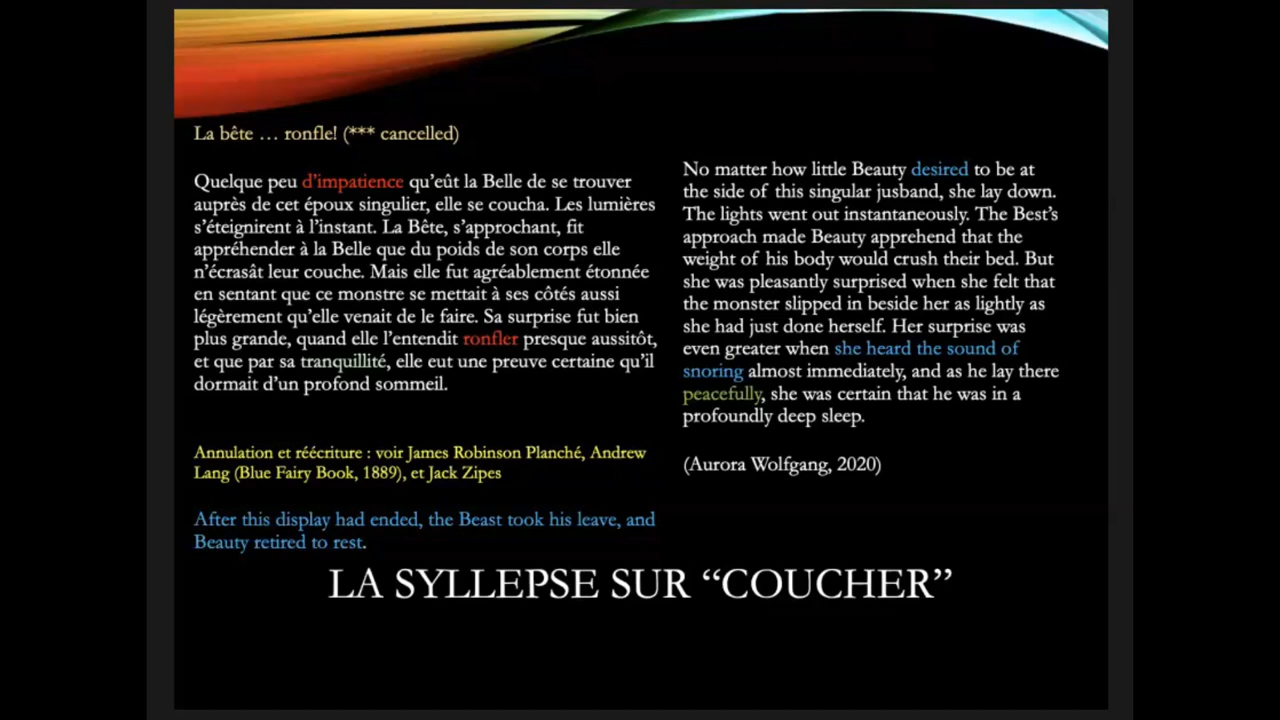 La bête … ronfle! (*** cancelled)
Quelque peu d'impatience qu'eût la Belle de se trouver
auprès de cet époux singulier, elle se coucha. Les lumières
s'éteignirent à l'instant. La Bête, s'approchant, fit
appréhender à la Belle que du poids de son corps elle
n'écrasât leur couche. Mais elle fut agréablement étonnée
en sentant que ce monstre se mettait à ses côtés aussi
légèrement qu'elle venait de le faire. Sa surprise fut bien
plus grande, quand elle l'entendit ronfler presque aussitôt,
et que par sa tranquillité, elle eut une preuve certaine qu'il
dormait d'un profond sommeil.
Annulation et réécriture : voir James Robinson Planché, Andrew
Lang (Blue Fairy Book, 1889), et Jack Zipes
After this display had ended, the Beast took his leave, and
Beauty retired to rest.
No matter how little Beauty desired to be at
the side of this singular jusband, she lay down.
The lights went out instantaneously. The Best's
approach made Beauty apprehend that the
weight of his body would crush their bed. But
she was pleasantly surprised when she felt that
the monster slipped in beside her as lightly as
she had just done herself. Her surprise was
even greater when she heard the sound of
snoring almost immediately, and as he lay there
peacefully, she was certain that he was in a
profoundly deep sleep.
(Aurora Wolfgang, 2020)
LA SYLLEPSE SUR “COUCHER”